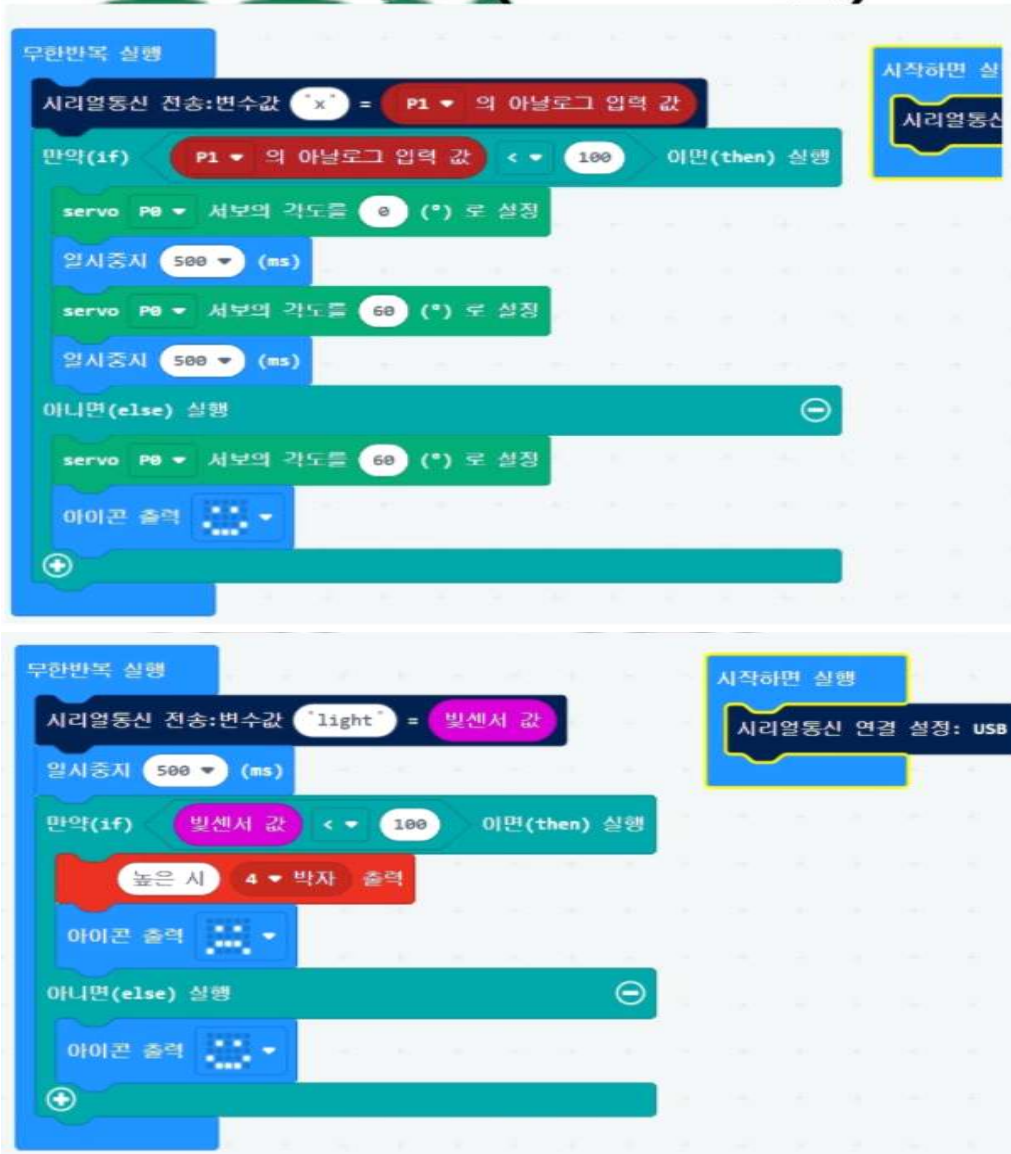 무한반복 실행
시작하면 실
시리얼통신 전송:변수값 "x" = P1 의 아날로그 입력 값
시리얼통신
만약(if) P1 의 아날로그 입력 값 < 100 이면(then) 실행
servo P0 서보의 각도를 0 (°) 로 설정
일시중지 500 (ms)
servo P0 서보의 각도를 60 (°) 로 설정
일시중지 500 (ms)
아니면(else) 실행
servo P0 서보의 각도를 60 (°) 로 설정
아이콘 출력
무한반복 실행
시작하면 실행
시리얼통신 전송:변수값 "light" = 빛센서 값
시리얼통신 연결 설정: USB
일시중지 500 (ms)
만약(if) 빛센서 값 < 100 이면(then) 실행
높은 시 4 박자 출력
아이콘 출력
아니면(else) 실행
아이콘 출력